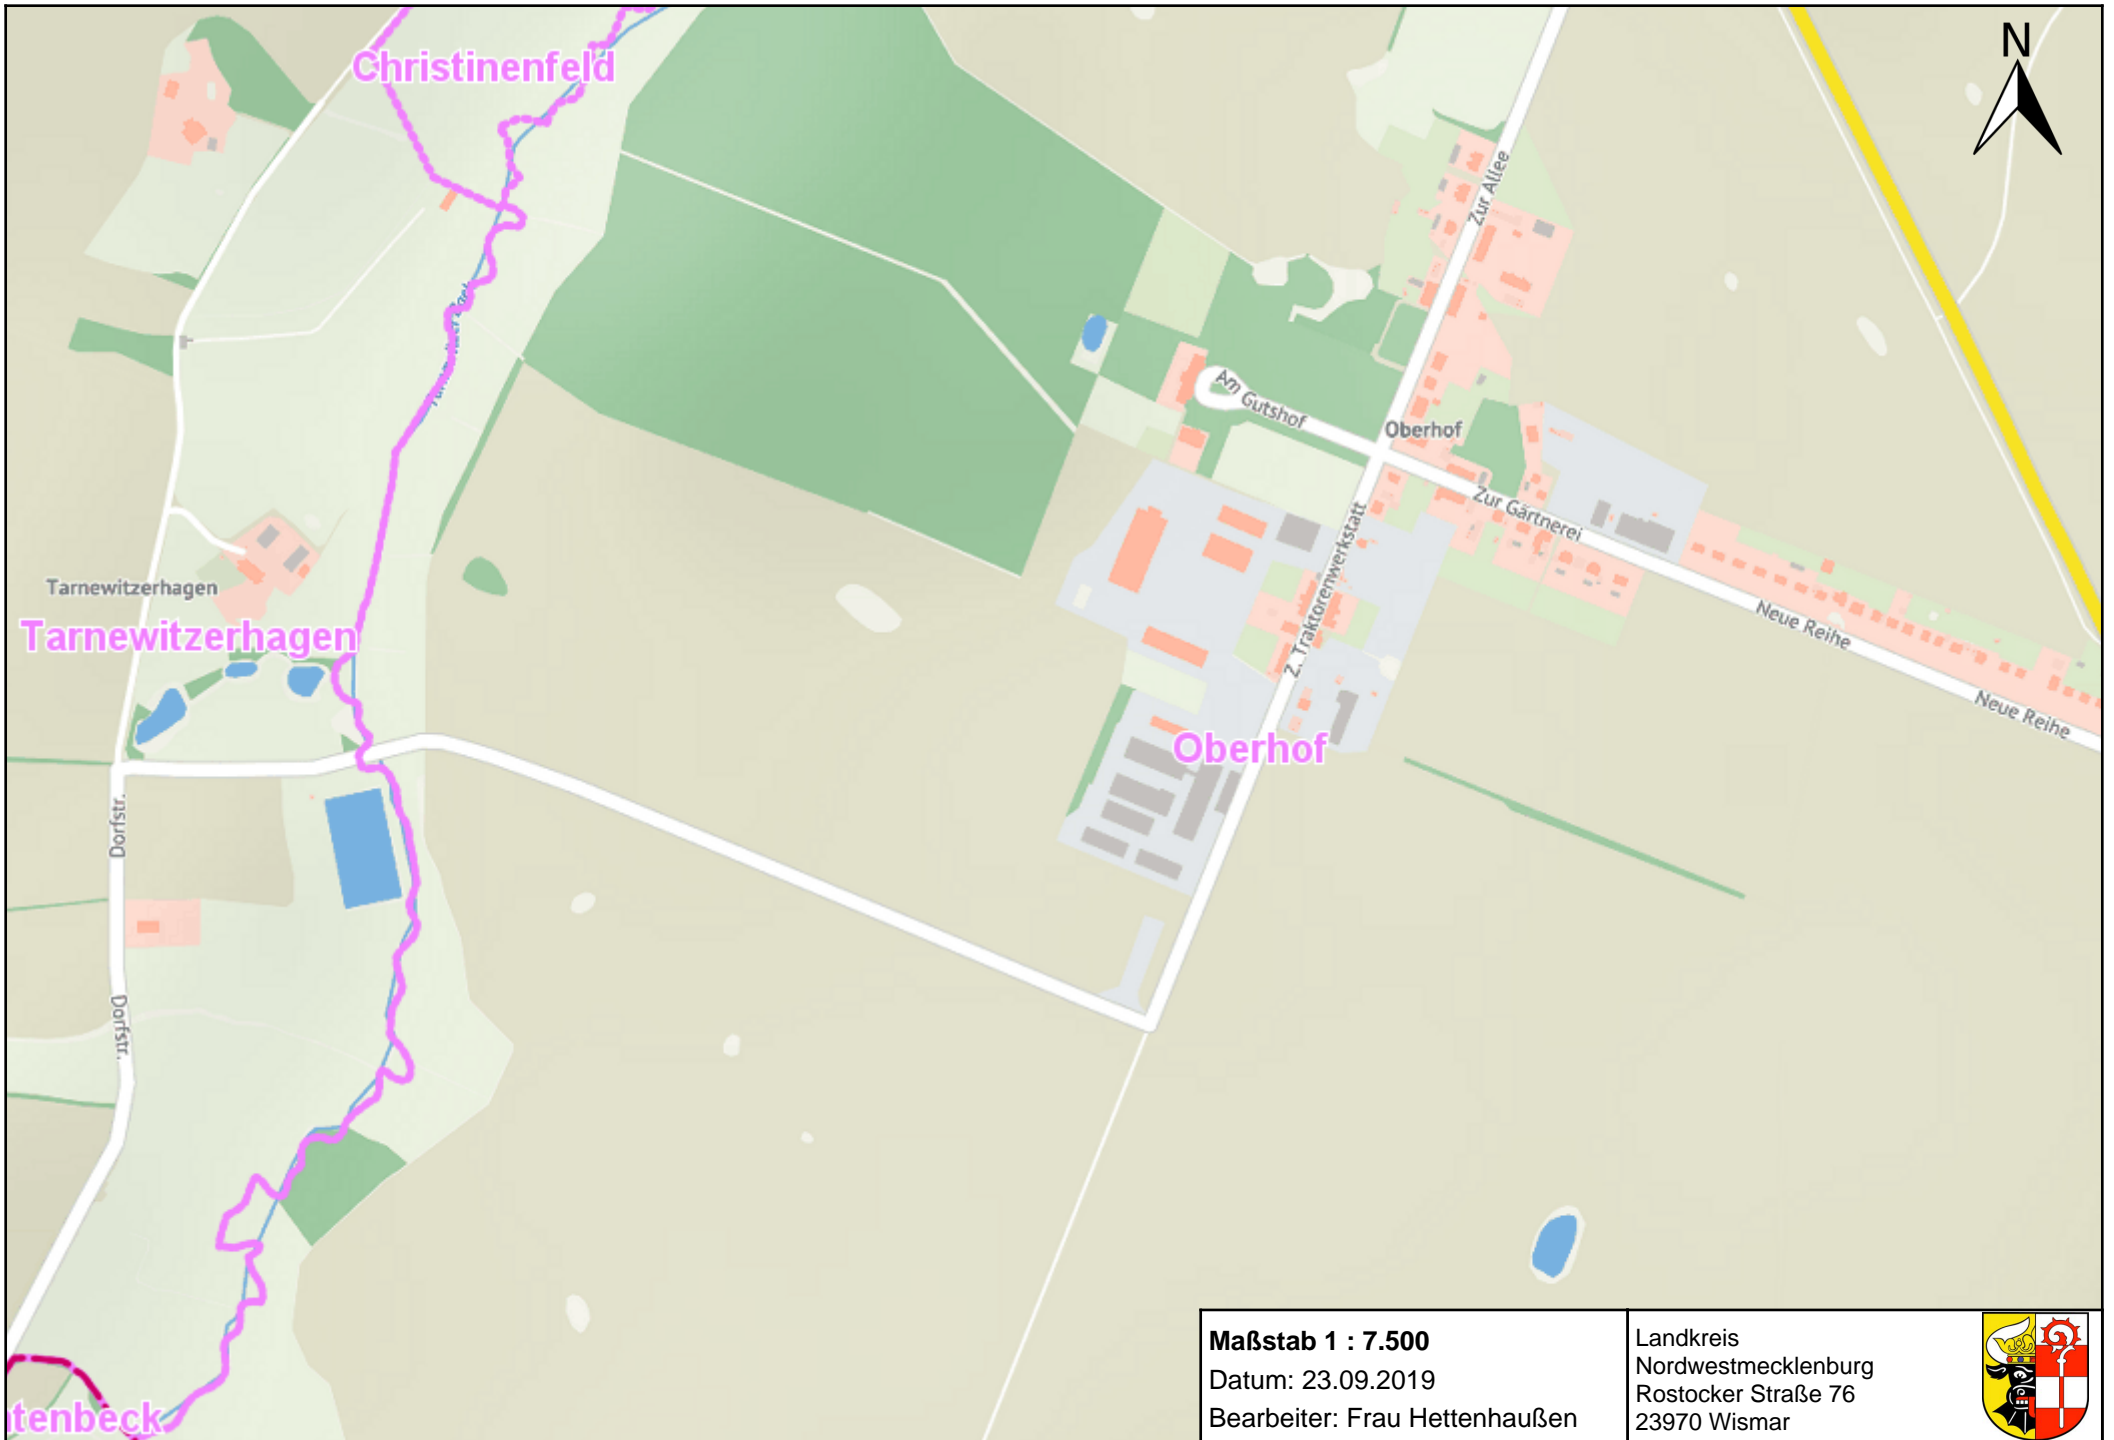 Christinenfeld
N
Zur Allee
Am Gutshof
Oberhof
Zur Gärtnerei
Z. Traktorenwerkstatt
Tarnewitzerhagen
Tarnewitzerhagen
Neue Reihe
Neue Reihe
Oberhof
Dorfstr.
Dorfstr.
tenbeck
Maßstab 1 : 7.500
Datum: 23.09.2019
Bearbeiter: Frau Hettenhaußen
Landkreis
Nordwestmecklenburg
Rostocker Straße 76
23970 Wismar